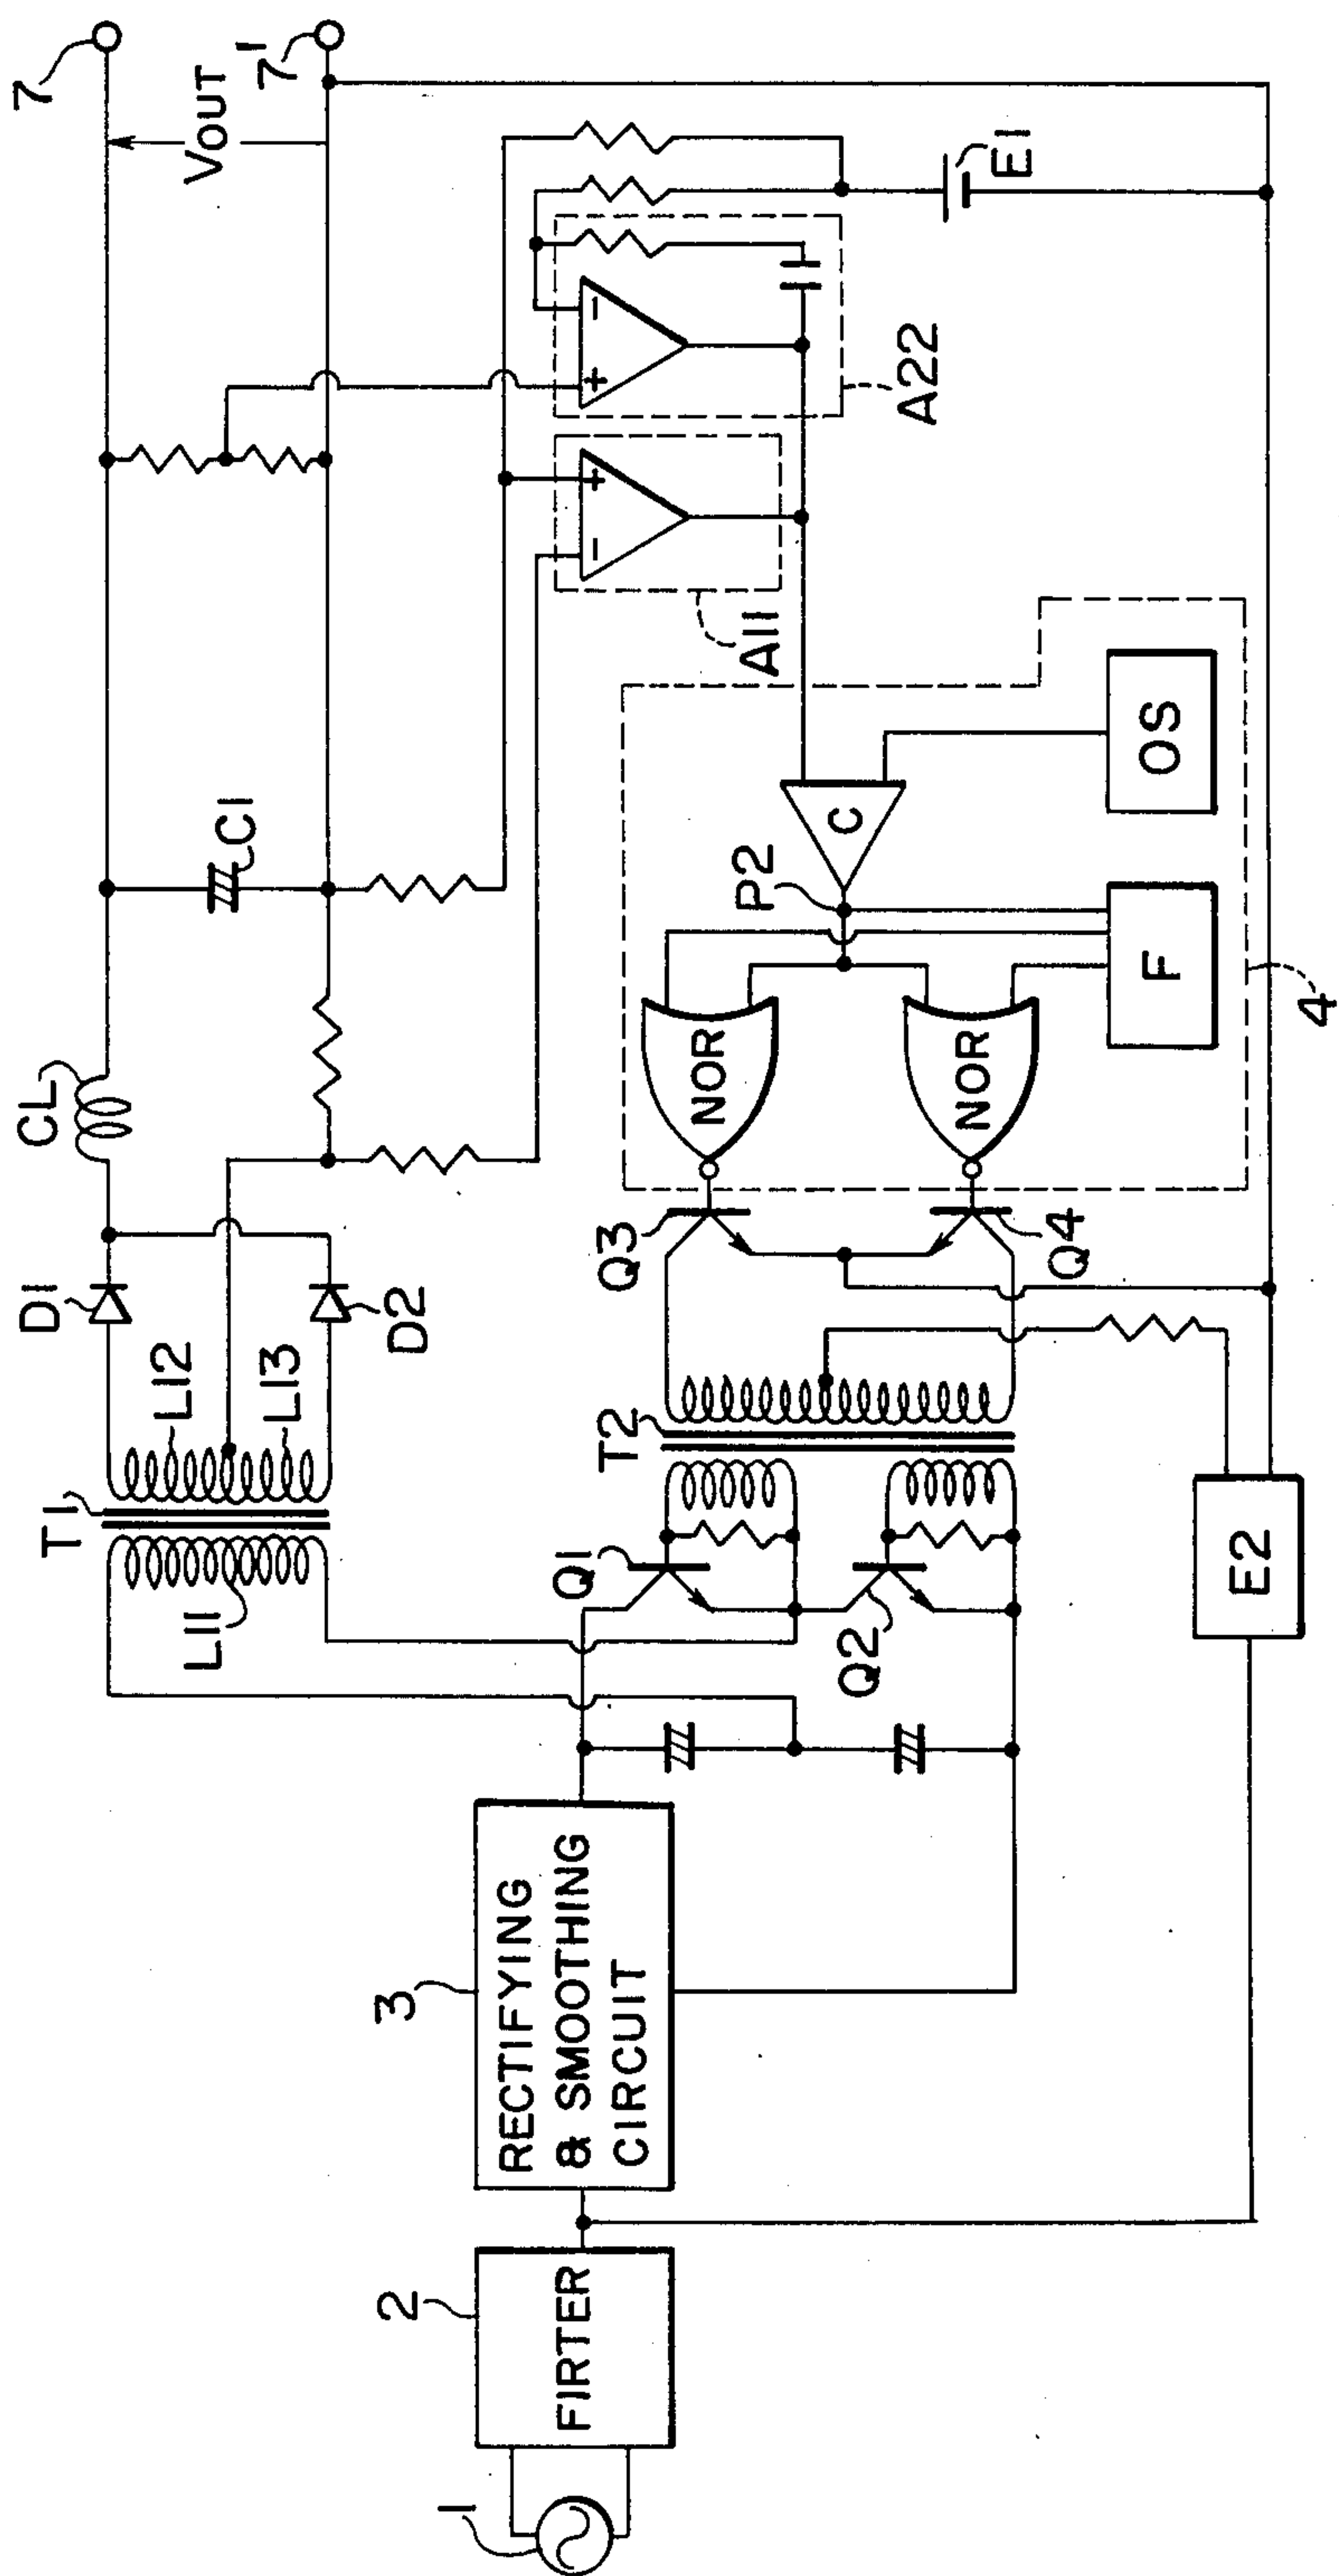 7
VOUT
7'
T1
D1
CL
C1
L12
L13
D2
L11
E1
A22
A11
3
RECTIFYING
& SMOOTHING
CIRCUIT
2
FIRTER
1
Q1
Q2
T2
Q3
Q4
NOR
NOR
P2
C
OS
F
4
E2
+
−
−
+